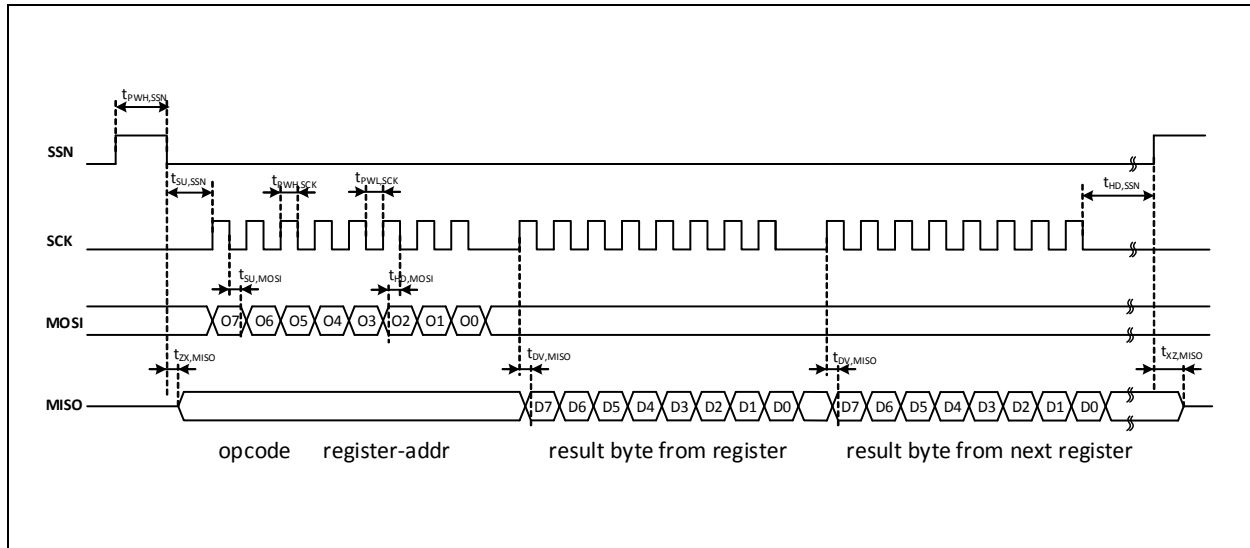 tPWH,SSN
SSN
tSU,SSN
tPWH,SCK
tPWL,SCK
tHD,SSN
SCK
tSU,MOSI
tHD,MOSI
MOSI
O7 O6 O5 O4 O3 O2 O1 O0
tZX,MISO
tDV,MISO
tDV,MISO
tXZ,MISO
MISO
D7 D6 D5 D4 D3 D2 D1 D0
D7 D6 D5 D4 D3 D2 D1 D0
opcode register-addr
result byte from register
result byte from next register